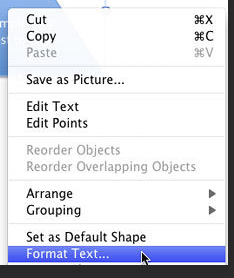 Cut ⌘X
Copy ⌘C
Paste ⌘V
Save as Picture...
Edit Text
Edit Points
Reorder Objects
Reorder Overlapping Objects
Arrange
Grouping
Set as Default Shape
Format Text...